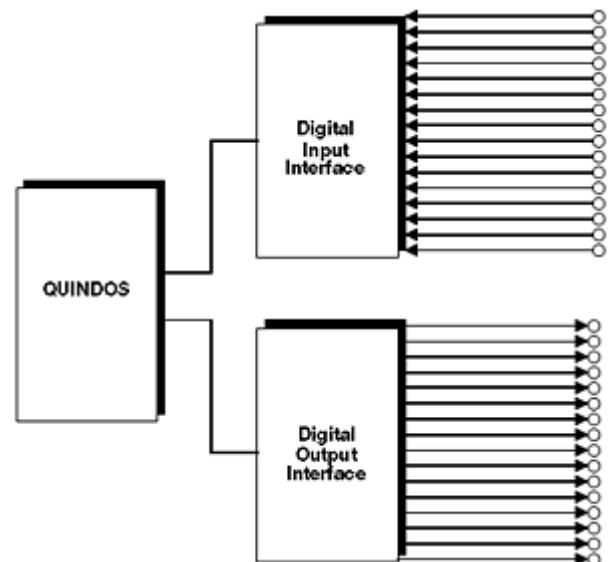 Digital
Input
Interface
QUINDOS
Digital
Output
Interface